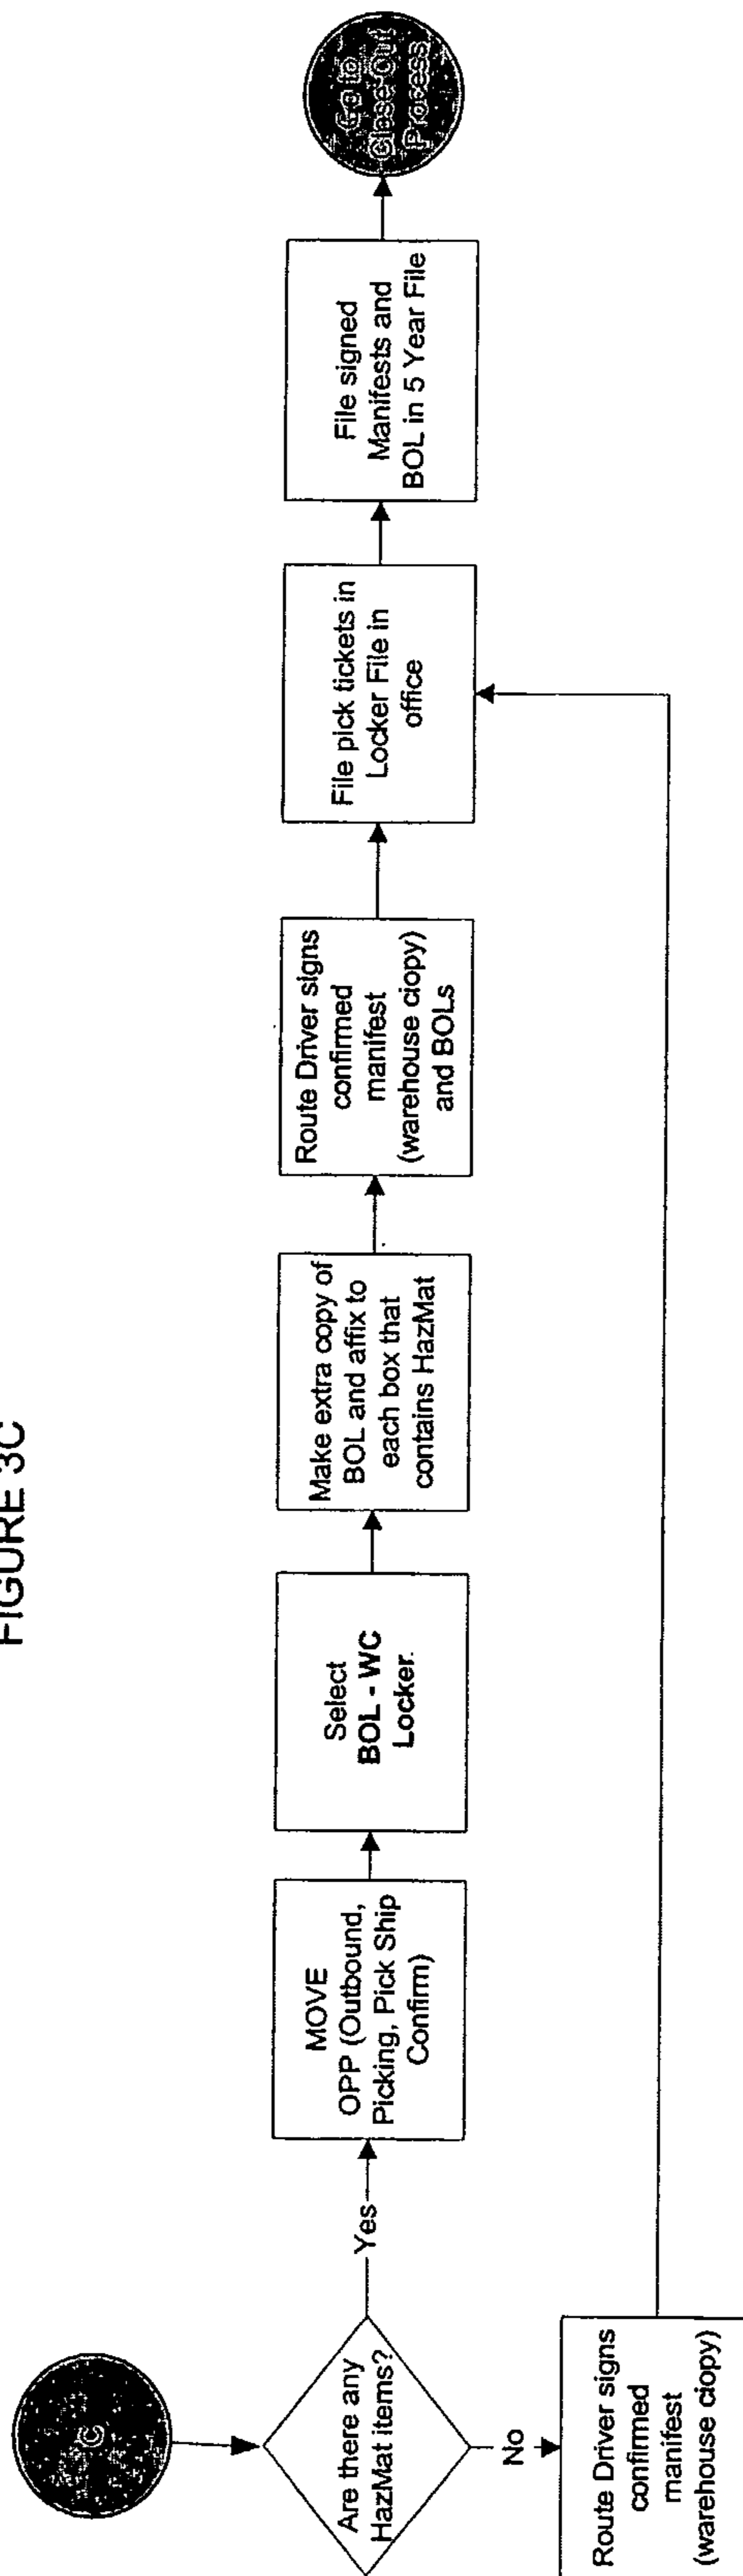 FIGURE 3C
C
Are there any
HazMat items?
Yes
No
MOVE
OPP (Outbound,
Picking, Pick Ship
Confirm)
Select
BOL - WC
Locker.
Make extra copy of
BOL and affix to
each box that
contains HazMat
Route Driver signs
confirmed
manifest
(warehouse ciopy)
and BOLs
File pick tickets in
Locker File in
office
File signed
Manifests and
BOL in 5 Year File
Go to
Close Out
Process
Route Driver signs
confirmed
manifest
(warehouse ciopy)